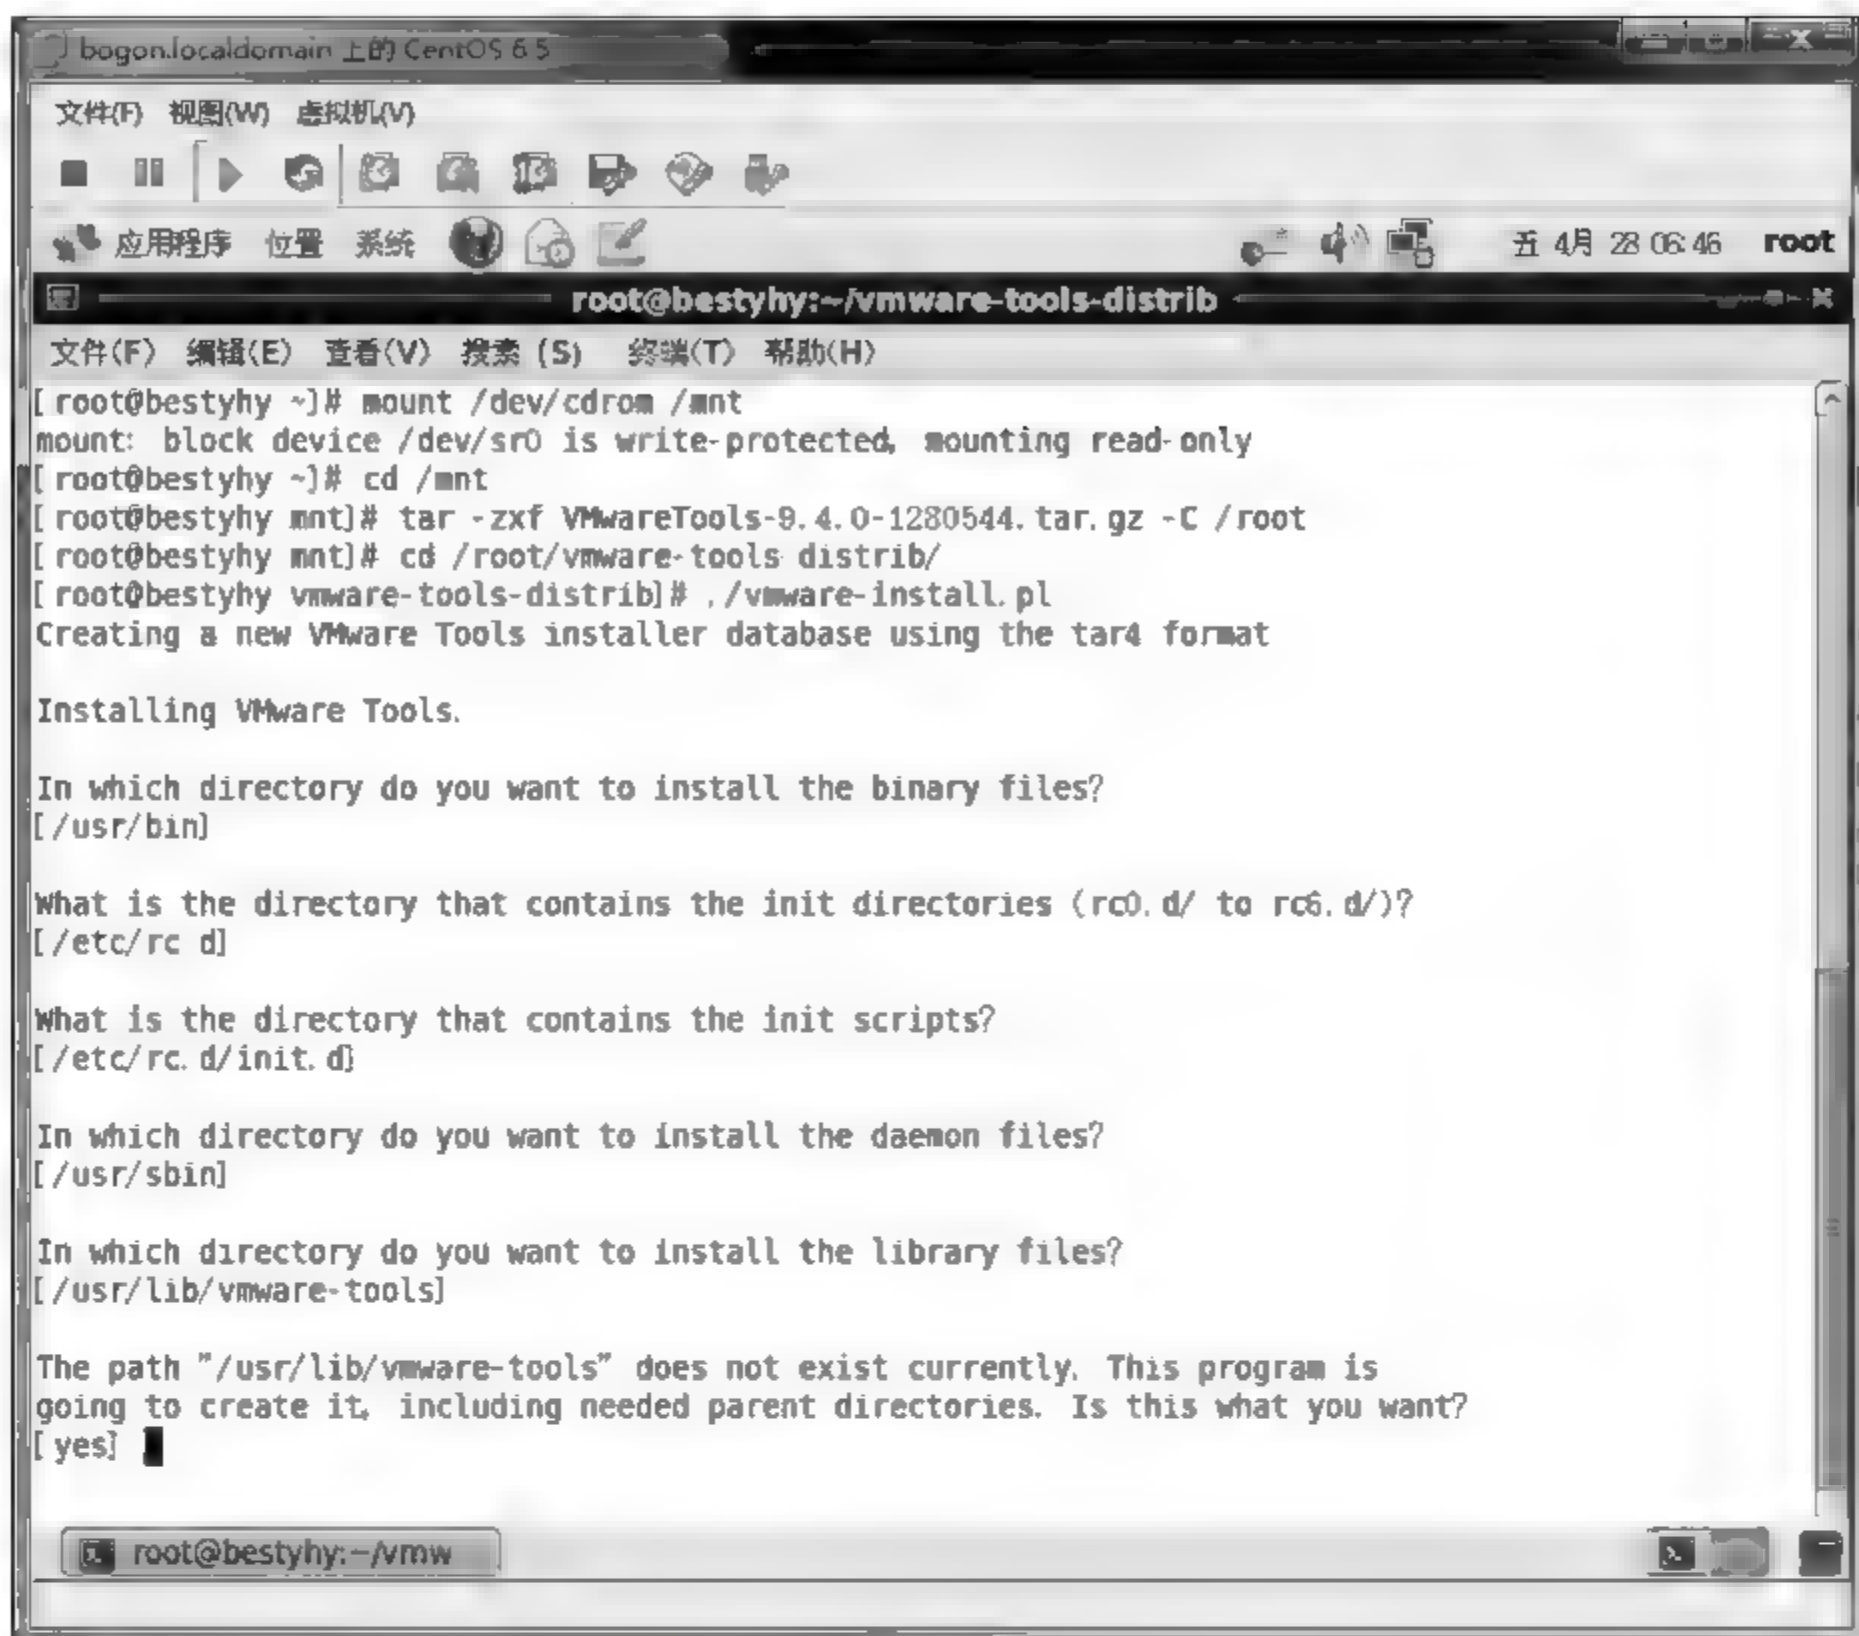 bogon.localdomain 上的 CentOS 6 5
文件(F) 视图(W) 虚拟机(V)
应用程序 位置 系统 五 4月 28 06:46 root
root@bestyhy:~/vmware-tools-distrib
文件(F) 编辑(E) 查看(V) 搜索 (S) 终端(T) 帮助(H)
[root@bestyhy ~]# mount /dev/cdrom /mnt
mount: block device /dev/sr0 is write-protected, mounting read-only
[root@bestyhy ~]# cd /mnt
[root@bestyhy mnt]# tar -zxf VMwareTools-9.4.0-1280544.tar.gz -C /root
[root@bestyhy mnt]# cd /root/vmware-tools distrib/
[root@bestyhy vmware-tools-distrib]# ./vmware-install.pl
Creating a new VMware Tools installer database using the tar4 format
Installing VMware Tools.
In which directory do you want to install the binary files?
[/usr/bin]
What is the directory that contains the init directories (rc0.d/ to rc6.d/)?
[/etc/rc d]
What is the directory that contains the init scripts?
[/etc/rc.d/init.d]
In which directory do you want to install the daemon files?
[/usr/sbin]
In which directory do you want to install the library files?
[/usr/lib/vmware-tools]
The path "/usr/lib/vmware-tools" does not exist currently. This program is
going to create it, including needed parent directories. Is this what you want?
[yes]
root@bestyhy:~/vmw